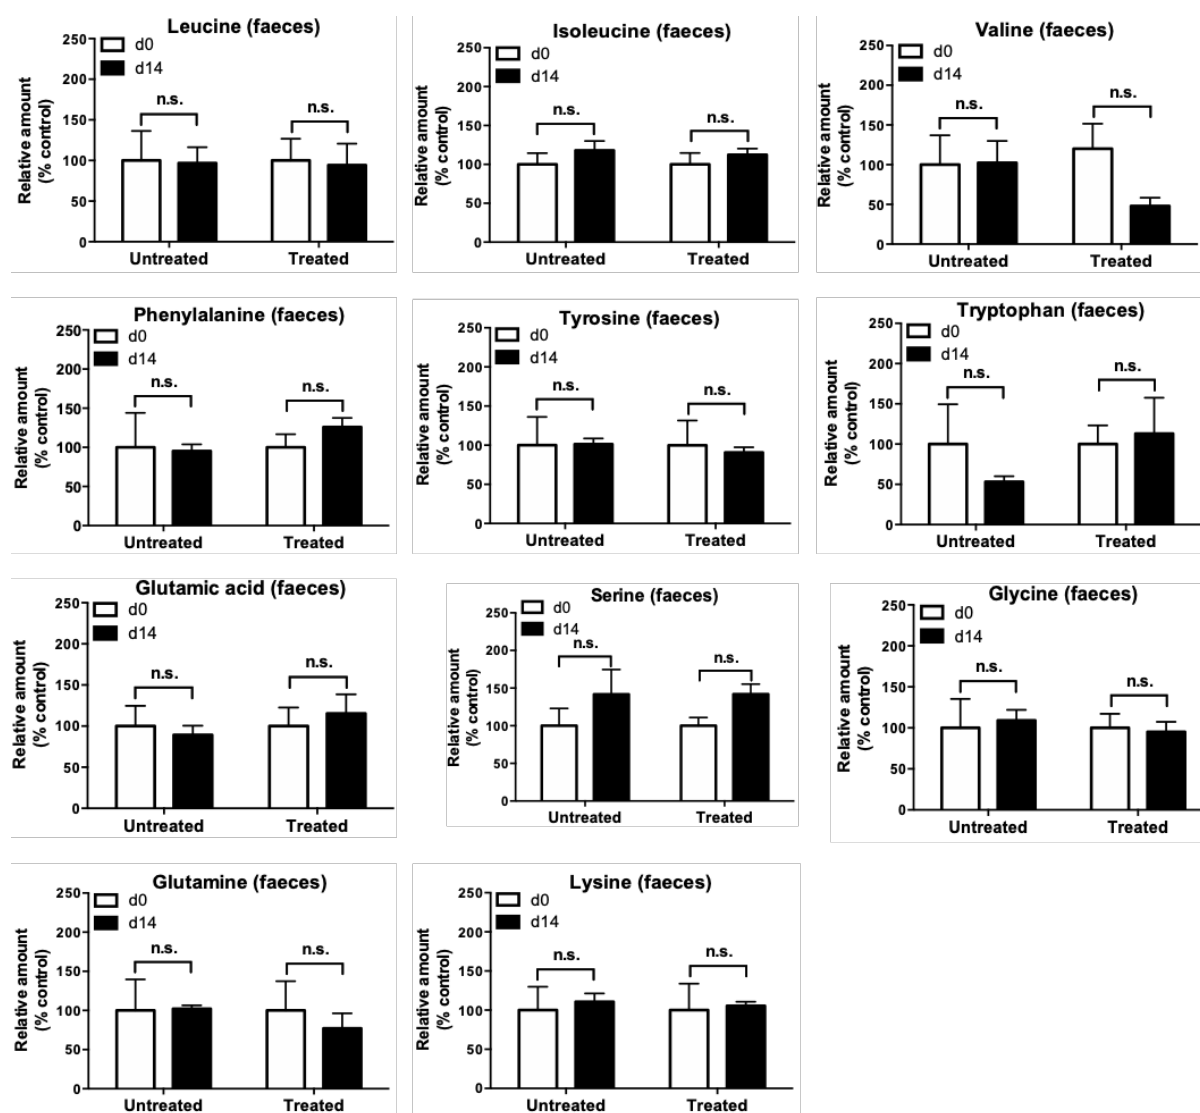 Leucine (faeces)
250
200
150
100
50
0
Relative amount
(% control)
d0
d14
n.s.
n.s.
Untreated
Treated
Isoleucine (faeces)
250
200
150
100
50
0
Relative amount
(% control)
d0
d14
n.s.
n.s.
Untreated
Treated
Valine (faeces)
250
200
150
100
50
0
Relative amount
(% control)
d0
d14
n.s.
n.s.
Untreated
Treated
Phenylalanine (faeces)
250
200
150
100
50
0
Relative amount
(% control)
d0
d14
n.s.
n.s.
Untreated
Treated
Tyrosine (faeces)
250
200
150
100
50
0
Relative amount
(% control)
d0
d14
n.s.
n.s.
Untreated
Treated
Tryptophan (faeces)
250
200
150
100
50
0
Relative amount
(% control)
d0
d14
n.s.
n.s.
Untreated
Treated
Glutamic acid (faeces)
250
200
150
100
50
0
Relative amount
(% control)
d0
d14
n.s.
n.s.
Untreated
Treated
Serine (faeces)
250
200
150
100
50
0
Relative amount
(% control)
d0
d14
n.s.
n.s.
Untreated
Treated
Glycine (faeces)
250
200
150
100
50
0
Relative amount
(% control)
d0
d14
n.s.
n.s.
Untreated
Treated
Glutamine (faeces)
250
200
150
100
50
0
Relative amount
(% control)
d0
d14
n.s.
n.s.
Untreated
Treated
Lysine (faeces)
250
200
150
100
50
0
Relative amount
(% control)
d0
d14
n.s.
n.s.
Untreated
Treated